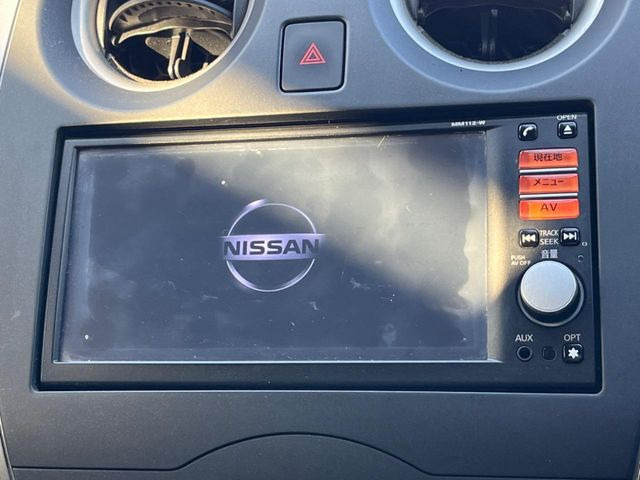 MM112-W
OPEN
現在地
メニュー
AV
TRACK
SEEK
音量
PUSH
AV OFF
NISSAN
AUX
OPT